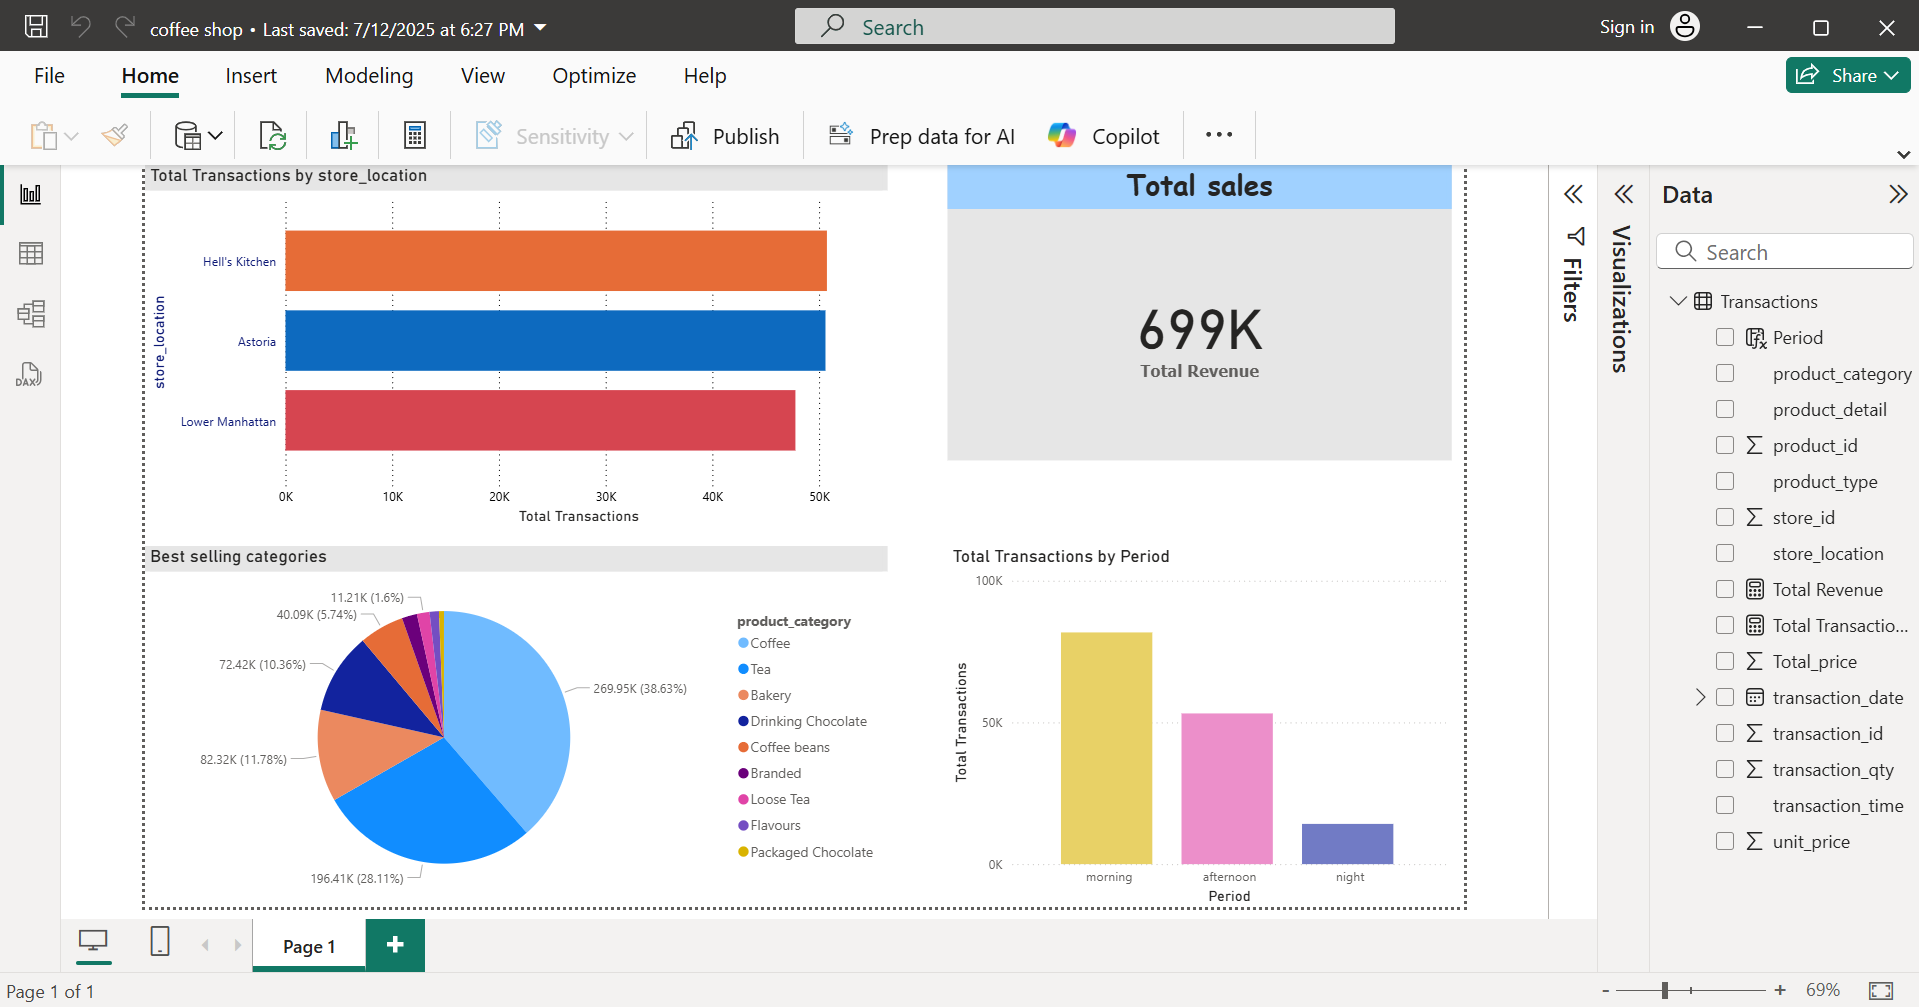 coffee shop • Last saved: 7/12/2025 at 6:27 PM
Search
Sign in
File Home Insert Modeling View Optimize Help
Share
Sensitivity
Publish
Prep data for AI
Copilot
Total Transactions by store_location
store_location
Hell's Kitchen
Astoria
Lower Manhattan
0K 10K 20K 30K 40K 50K
Total Transactions
Total sales
699K
Total Revenue
Best selling categories
11.21K (1.6%)
40.09K (5.74%)
72.42K (10.36%)
82.32K (11.78%)
196.41K (28.11%)
269.95K (38.63%)
product_category
Coffee
Tea
Bakery
Drinking Chocolate
Coffee beans
Branded
Loose Tea
Flavours
Packaged Chocolate
Total Transactions by Period
Total Transactions
100K
50K
0K
morning afternoon night
Period
Filters
Visualizations
Data
Search
Transactions
Period
product_category
product_detail
product_id
product_type
store_id
store_location
Total Revenue
Total Transactio...
Total_price
transaction_date
transaction_id
transaction_qty
transaction_time
unit_price
DAX
Page 1
+
Page 1 of 1
- + 69%